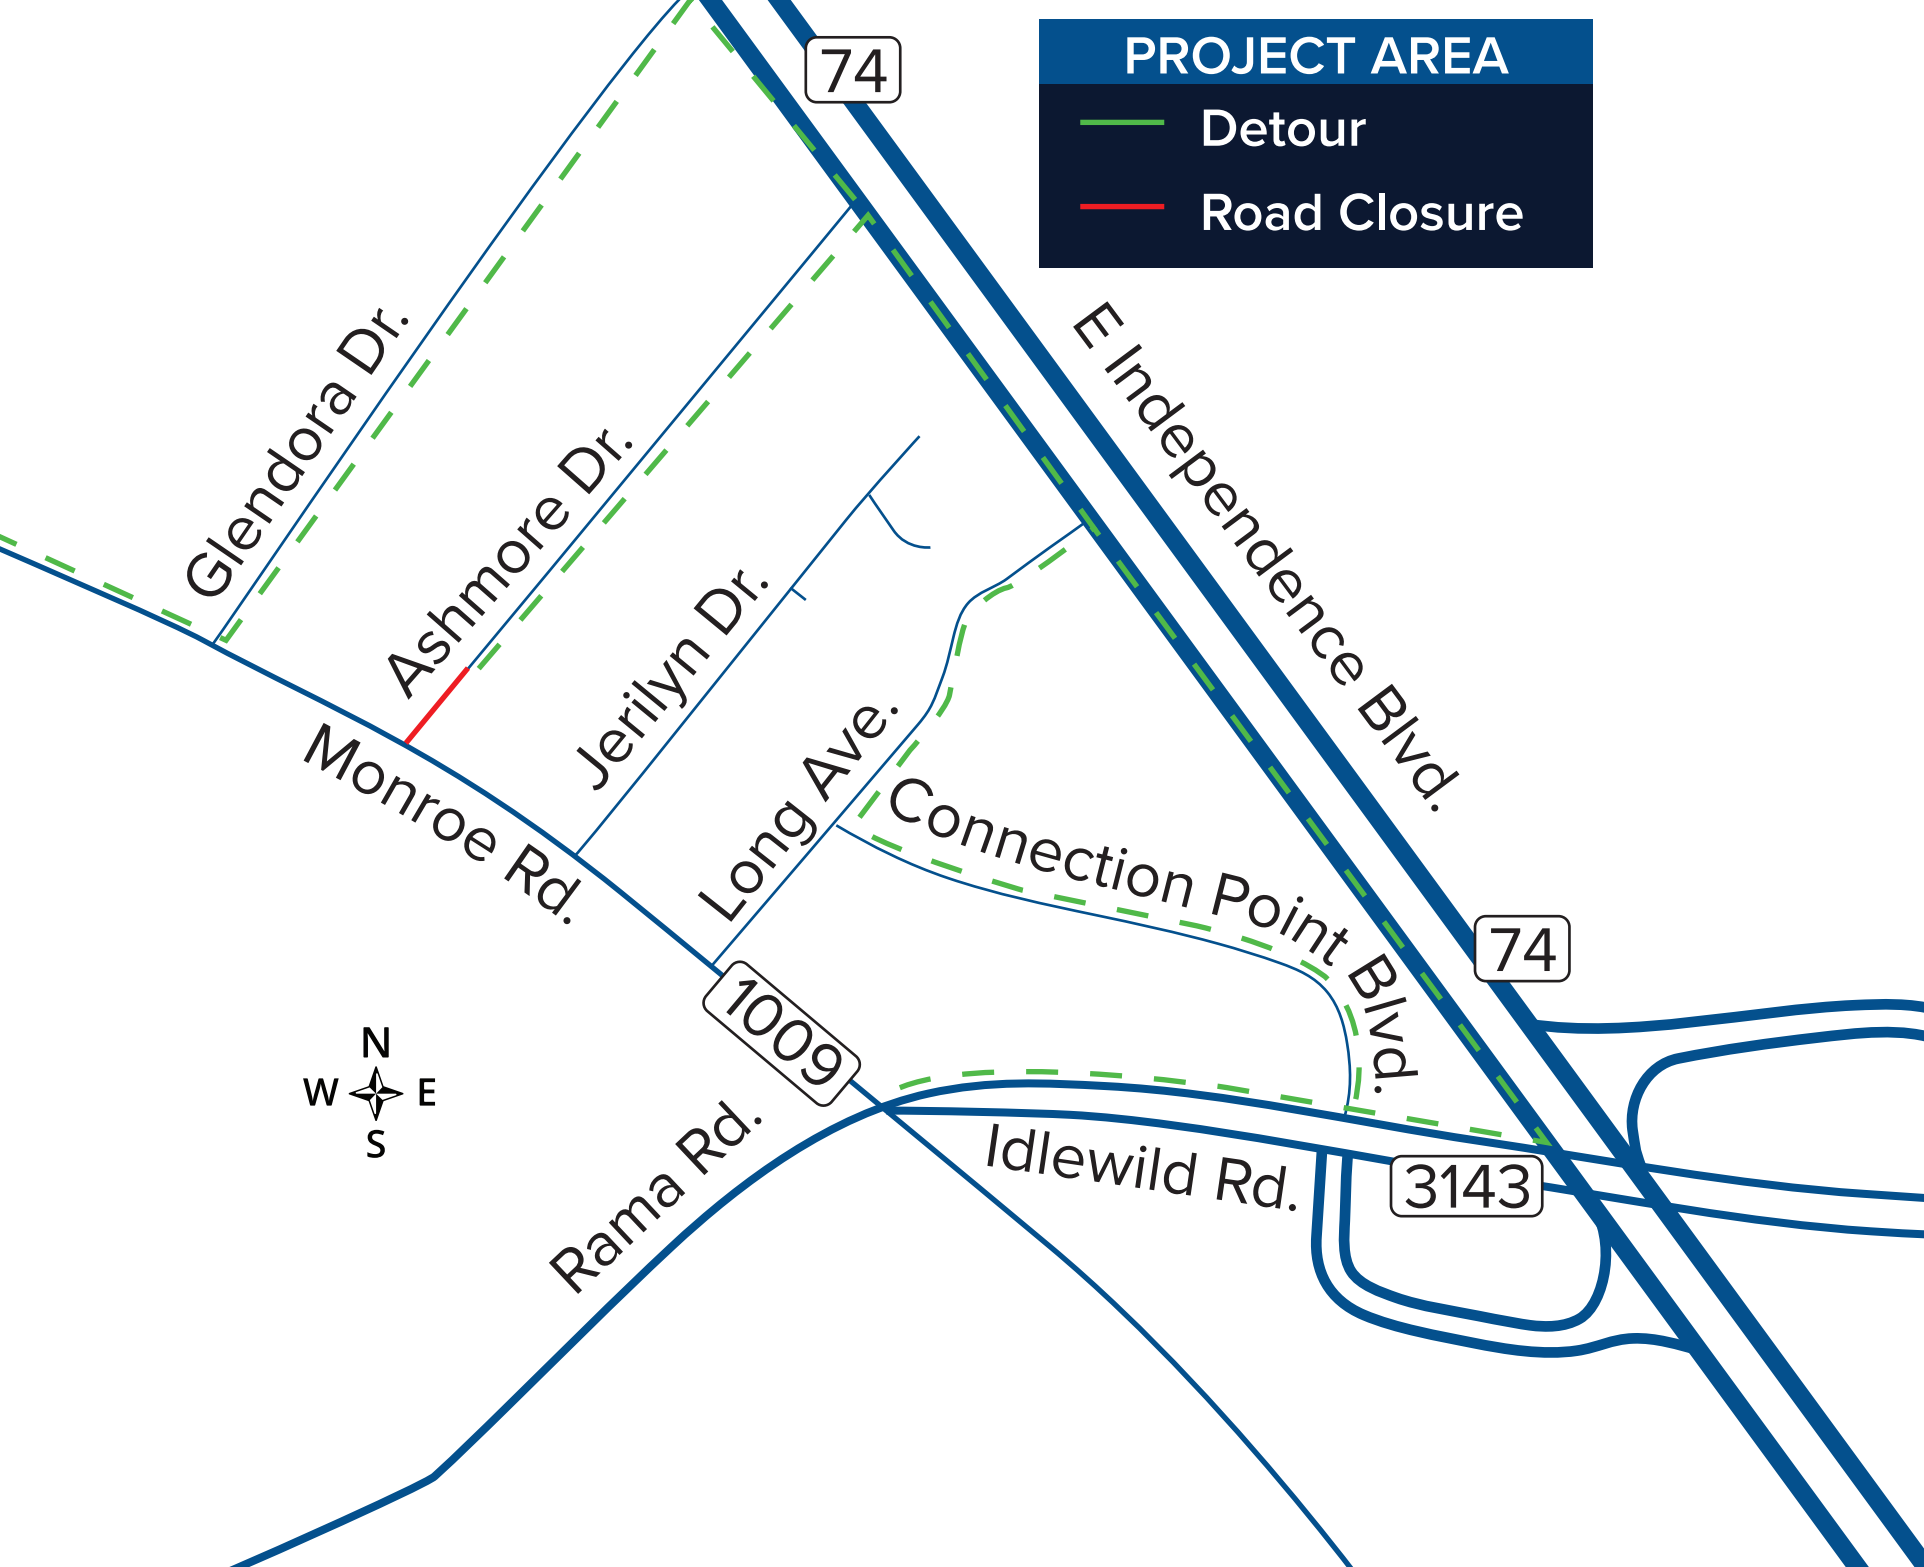 74
PROJECT AREA
Detour
Road Closure
Glendora Dr.
Ashmore Dr.
E Independence Blvd.
Jerilyn Dr.
Monroe Rd.
Long Ave.
Connection Point Blvd.
74
1009
N
W E
S
Rama Rd.
Idlewild Rd.
3143